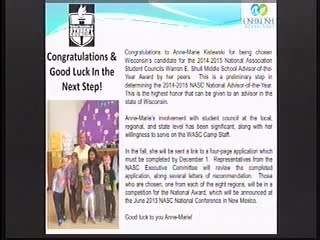 Congratulations &
Good Luck In the
Next Step!
Congratulations to Anne-Marie Kislewski for being chosen
Wisconsin's candidate for the 2014-2015 National Association
Student Councils Warren E. Shull Middle School Advisor-of-the-
Year Award by her peers. This is a preliminary step in
determining the 2014-2015 NASC National Advisor-of-the-Year.
This is the highest honor that can be given to an advisor in the
state of Wisconsin.
Anne-Marie's involvement with student council at the local,
regional, and state level has been significant, along with her
willingness to serve on the WASC Camp Staff.
In the fall, she will be sent a link to a four-page application which
must be completed by December 1. Representatives from the
NASC Executive Committee will review the completed
application, along several letters of recommendation. Those
who are chosen, one from each of the eight regions, will be in a
competition for the National Award, which will be announced at
the June 2015 NASC National Conference in New Mexico.
Good luck to you Anne-Marie!